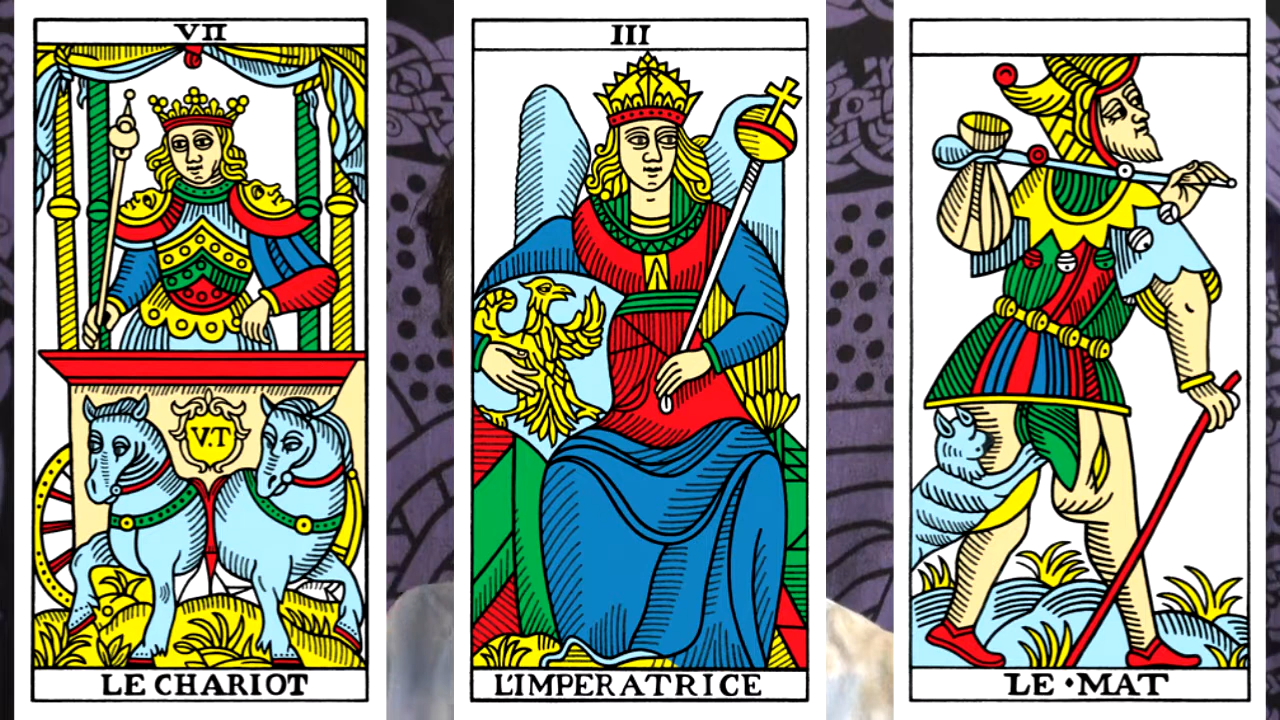 VII
V.T
LE CHARIOT
III
L'IMPERATRICE
LE•MAT